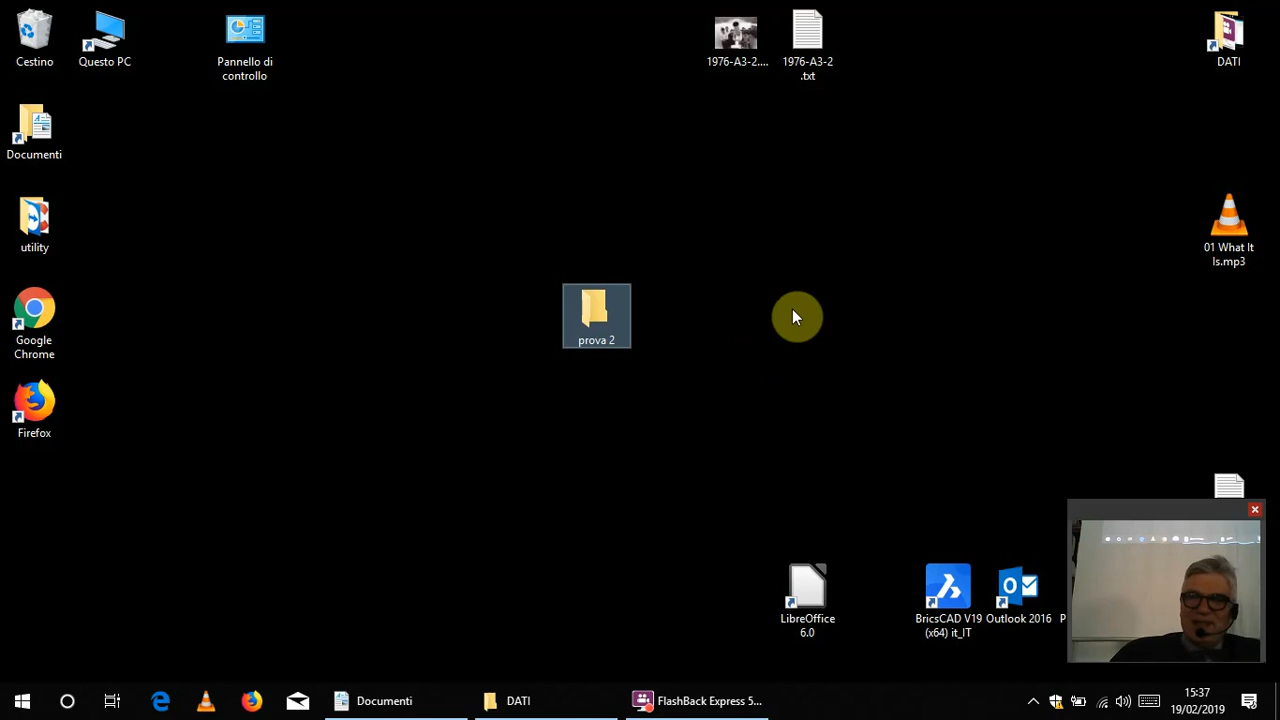 Cestino
Questo PC
Pannello di
controllo
1976-A3-2....
1976-A3-2
.txt
DATI
Documenti
utility
01 What It
Is.mp3
Google
Chrome
prova 2
Firefox
LibreOffice
6.0
BricsCAD V19
(x64) it_IT
Outlook 2016
P
Documenti
DATI
FlashBack Express 5...
15:37
19/02/2019